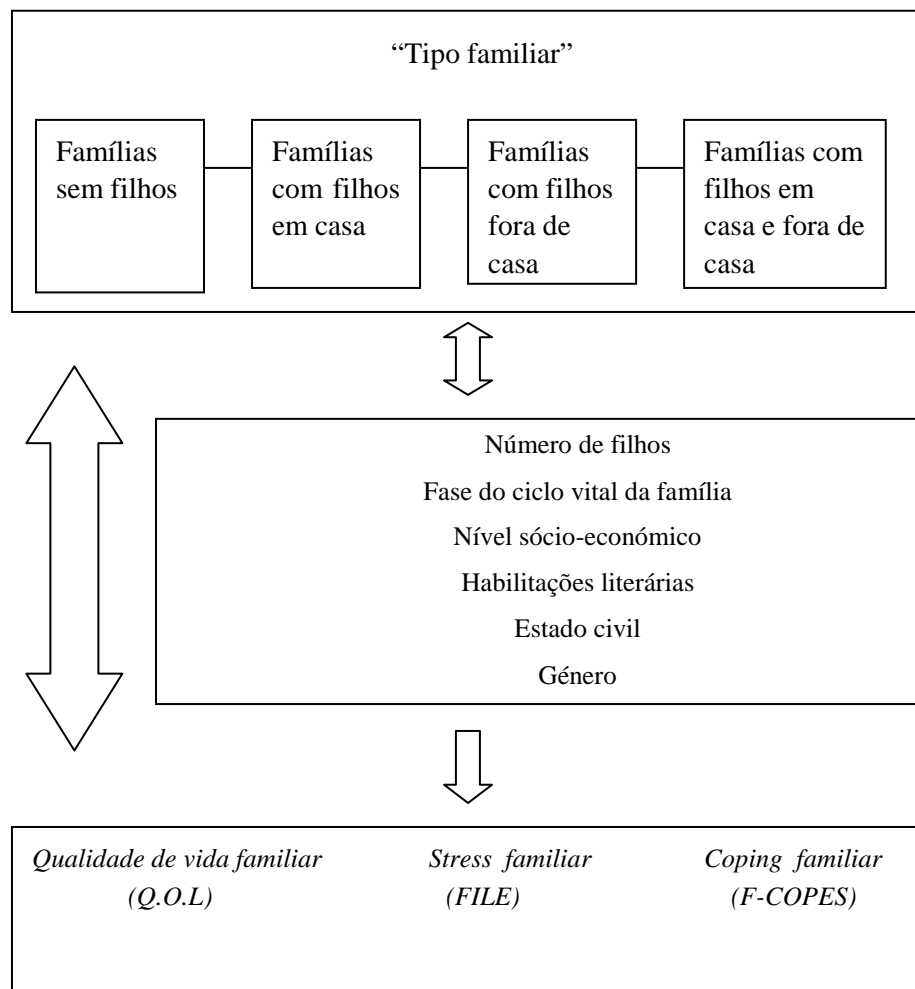 “Tipo familiar”
Famílias
sem filhos
Famílias
com filhos
em casa
Famílias
com filhos
fora de
casa
Famílias com
filhos em
casa e fora de
casa
Número de filhos
Fase do ciclo vital da família
Nível sócio-económico
Habilitações literárias
Estado civil
Género
Qualidade de vida familiar
(Q.O.L)
Stress familiar
(FILE)
Coping familiar
(F-COPES)